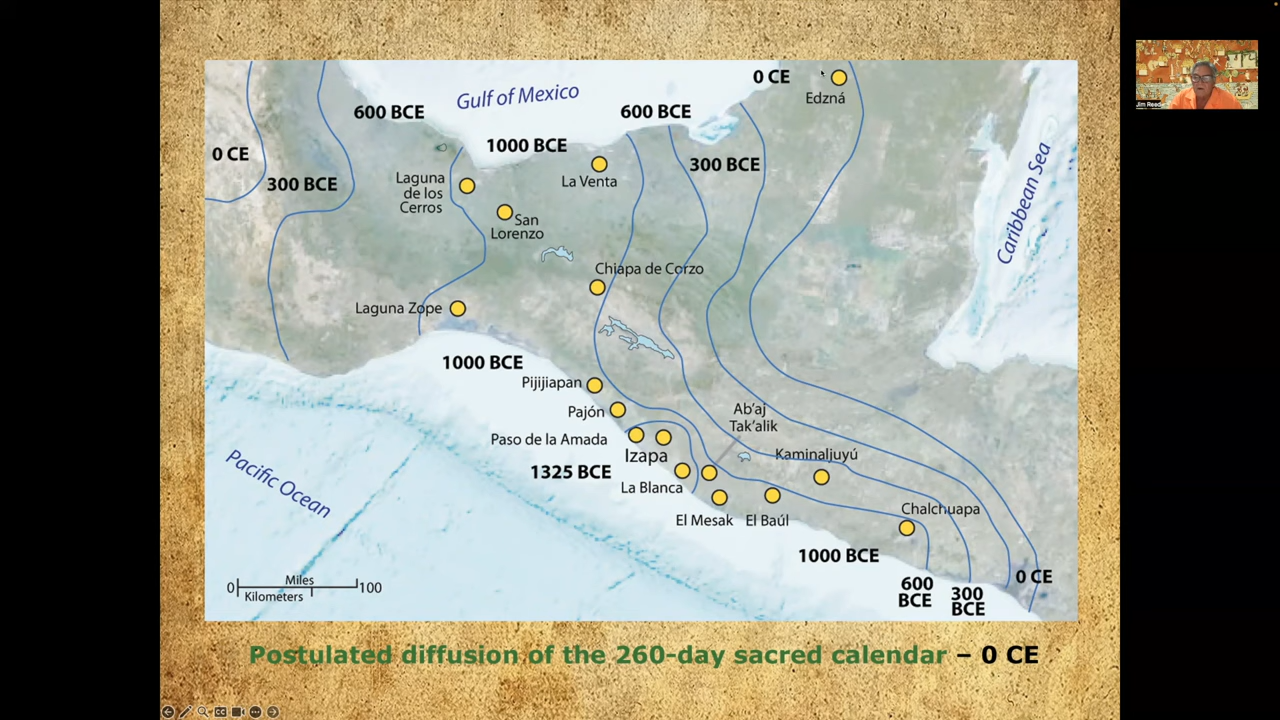 0 CE
Edzná
Gulf of Mexico
600 BCE
600 BCE
1000 BCE
0 CE
300 BCE
300 BCE
Laguna
de los
Cerros
La Venta
San
Lorenzo
Caribbean Sea
Chiapa de Corzo
Laguna Zope
1000 BCE
Pijijiapan
Pajón
Ab'aj
Tak'alik
Paso de la Amada
Izapa
Kaminaljuyú
1325 BCE
La Blanca
Pacific Ocean
El Mesak
El Baúl
Chalchuapa
1000 BCE
0 CE
600
BCE
300
BCE
Miles
0
100
Kilometers
Postulated diffusion of the 260-day sacred calendar – 0 CE
CC